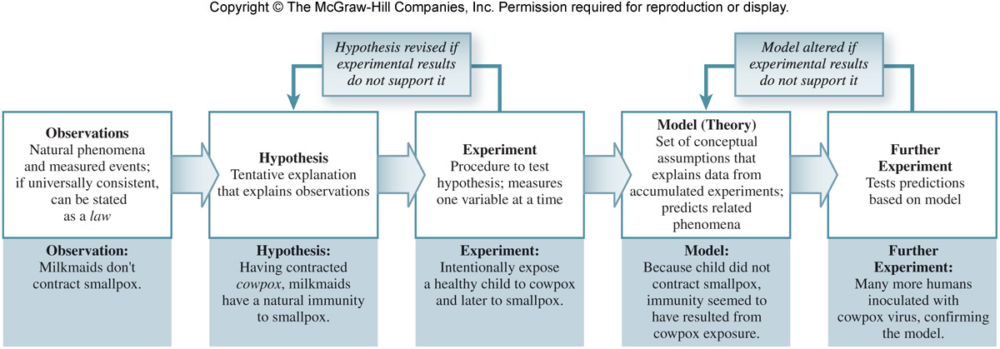 Copyright © The McGraw-Hill Companies, Inc. Permission required for reproduction or display.
Hypothesis revised if
experimental results
do not support it
Model altered if
experimental results
do not support it
Observations
Natural phenomena
and measured events;
if universally consistent,
can be stated
as a law
Hypothesis
Tentative explanation
that explains observations
Experiment
Procedure to test
hypothesis; measures
one variable at a time
Model (Theory)
Set of conceptual
assumptions that
explains data from
accumulated experiments;
predicts related
phenomena
Further
Experiment
Tests predictions
based on model
Observation:
Milkmaids don't
contract smallpox.
Hypothesis:
Having contracted
cowpox, milkmaids
have a natural immunity
to smallpox.
Experiment:
Intentionally expose
a healthy child to cowpox
and later to smallpox.
Model:
Because child did not
contract smallpox,
immunity seemed to
have resulted from
cowpox exposure.
Further
Experiment:
Many more humans
inoculated with
cowpox virus, confirming
the model.